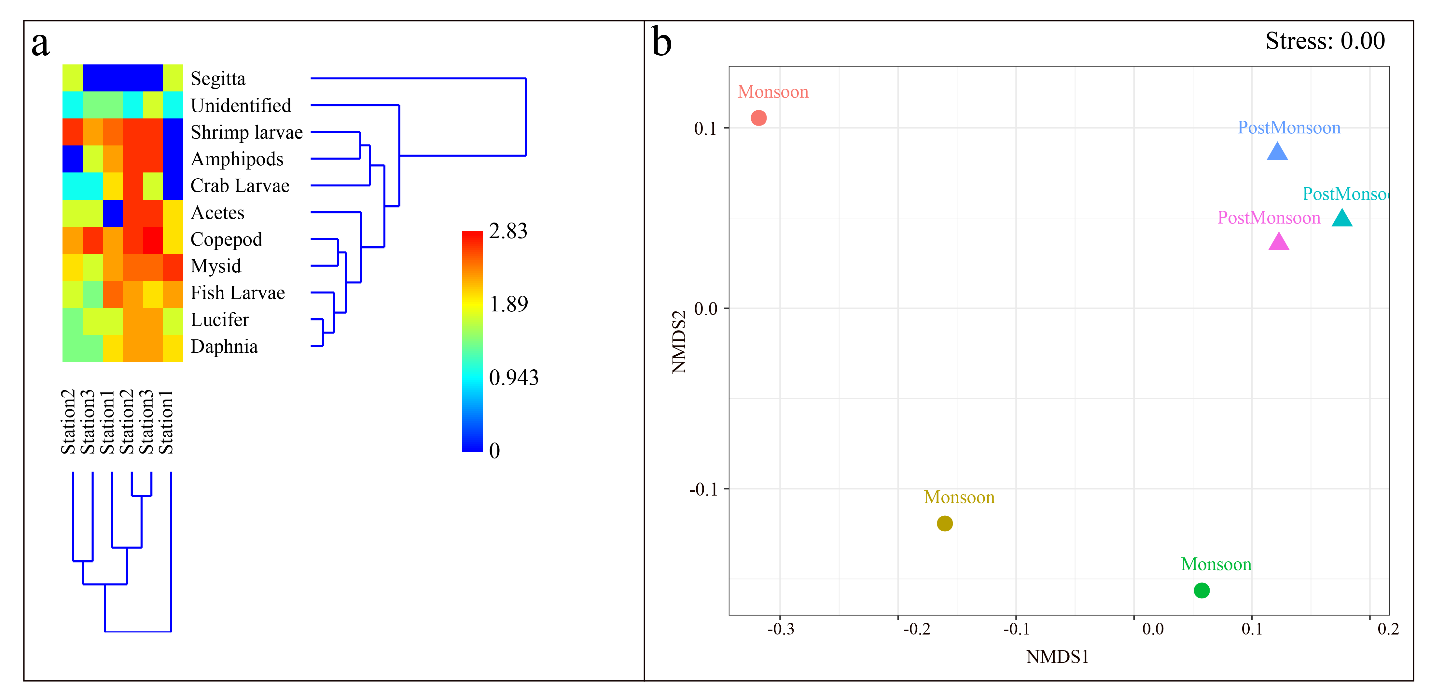 a
Segitta
Unidentified
Shrimp larvae
Amphipods
Crab Larvae
Acetes
Copepod
Mysid
Fish Larvae
Lucifer
Daphnia
2.83
1.89
0.943
0
Station2
Station3
Station1
Station2
Station3
Station1
b
Stress: 0.00
Monsoon
PostMonsoon
PostMonsoo
PostMonsoon
Monsoon
Monsoon
0.1
0.0
-0.1
NMDS2
-0.3
-0.2
-0.1
0.0
0.1
0.2
NMDS1